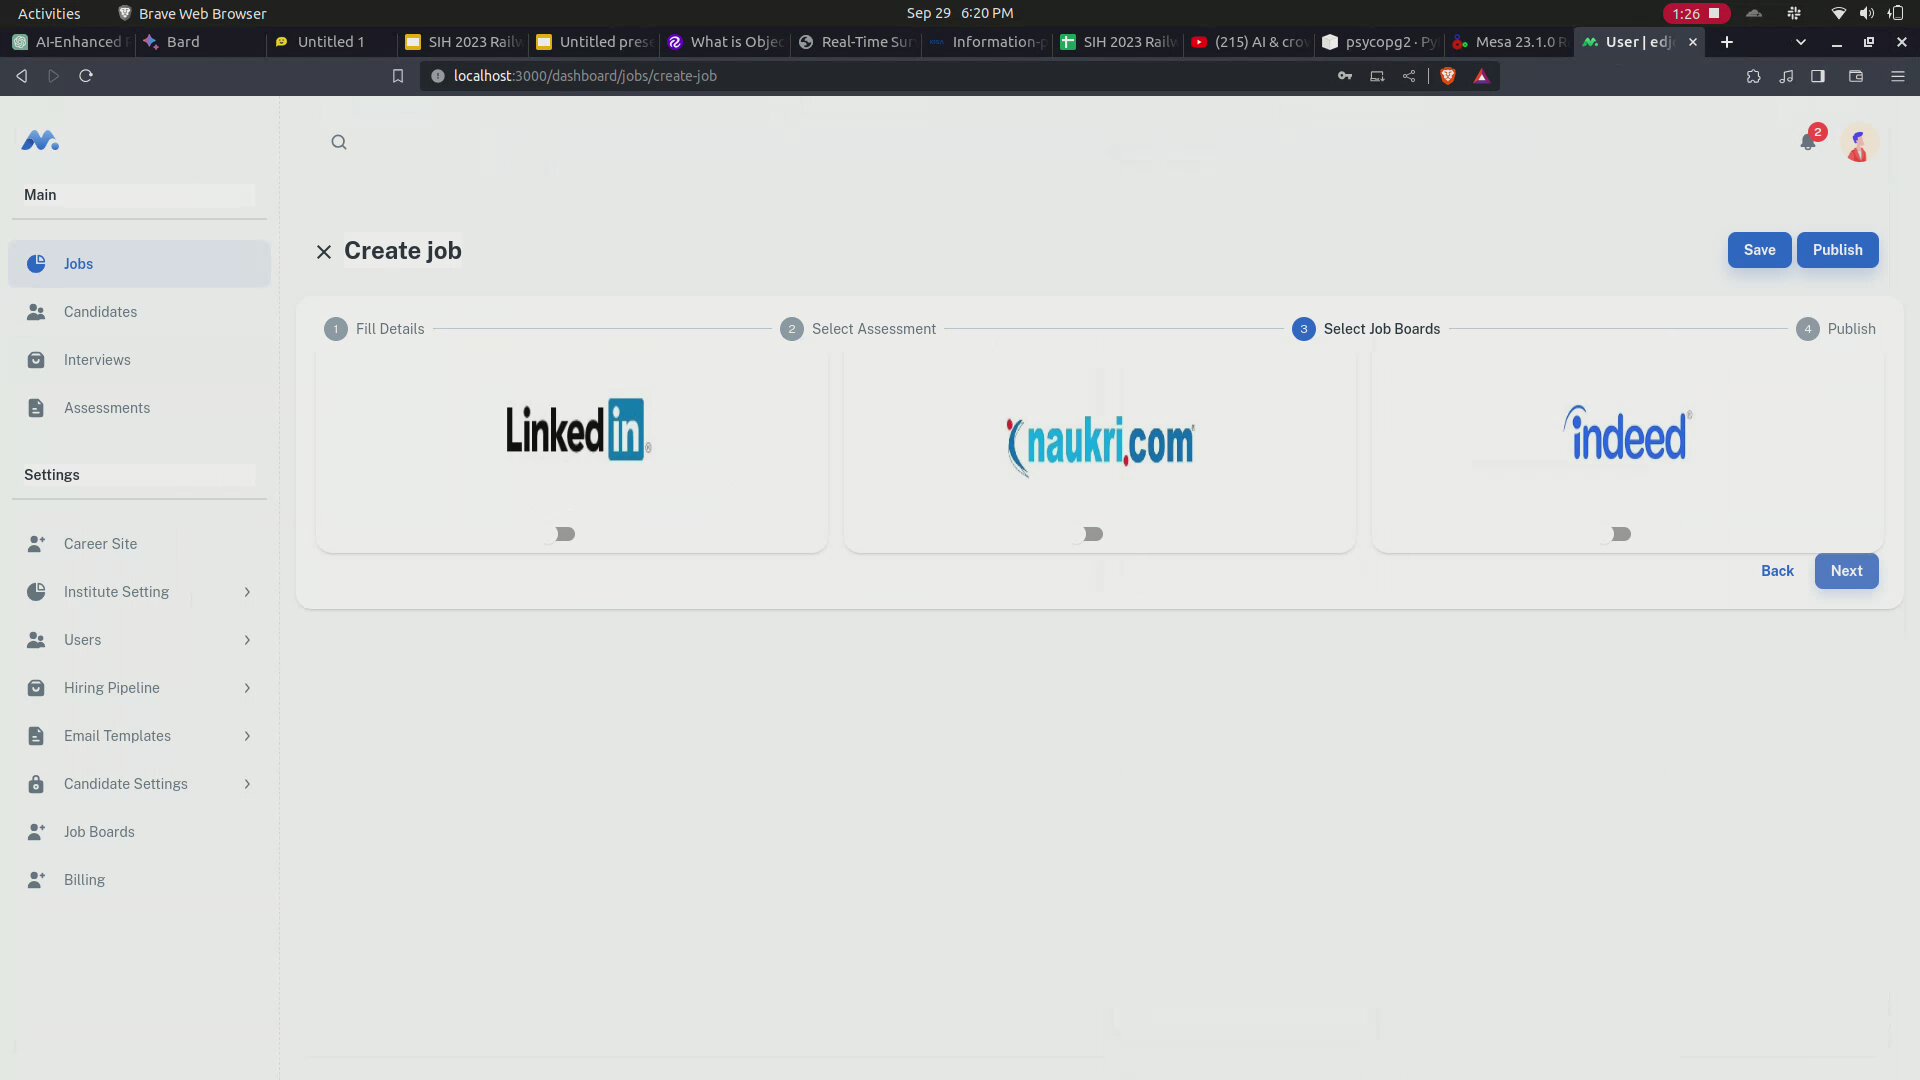 Activities
Brave Web Browser
Sep 29 6:20 PM
1:26
AI-Enhanced
Bard
Untitled 1
SIH 2023 Railw
Untitled prese
What is Objec
Real-Time Sur
Information-p
SIH 2023 Railw
(215) AI & crow
psycopg2 · Py
Mesa 23.1.0 R
User | edj
localhost:3000/dashboard/jobs/create-job
2
Main
Create job
Save
Publish
Jobs
Candidates
Interviews
Assessments
1 Fill Details
2 Select Assessment
3 Select Job Boards
4 Publish
Linked in ®
naukri.com
indeed ®
Back
Next
Settings
Career Site
Institute Setting
Users
Hiring Pipeline
Email Templates
Candidate Settings
Job Boards
Billing